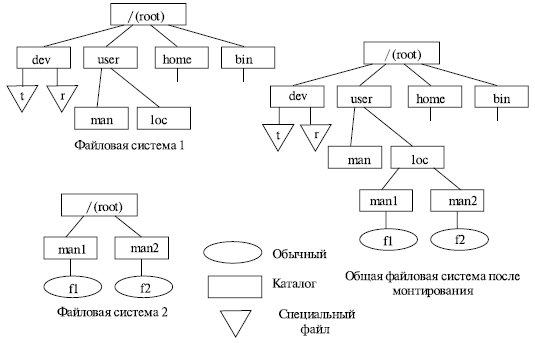 / (root)
dev user home bin
t r
man loc
Файловая система 1
/ (root)
man1 man2
f1 f2
Файловая система 2
Обычный
Каталог
Специальный
файл
/ (root)
dev user home bin
t r
man loc
man1 man2
f1 f2
Общая файловая система после
монтирования